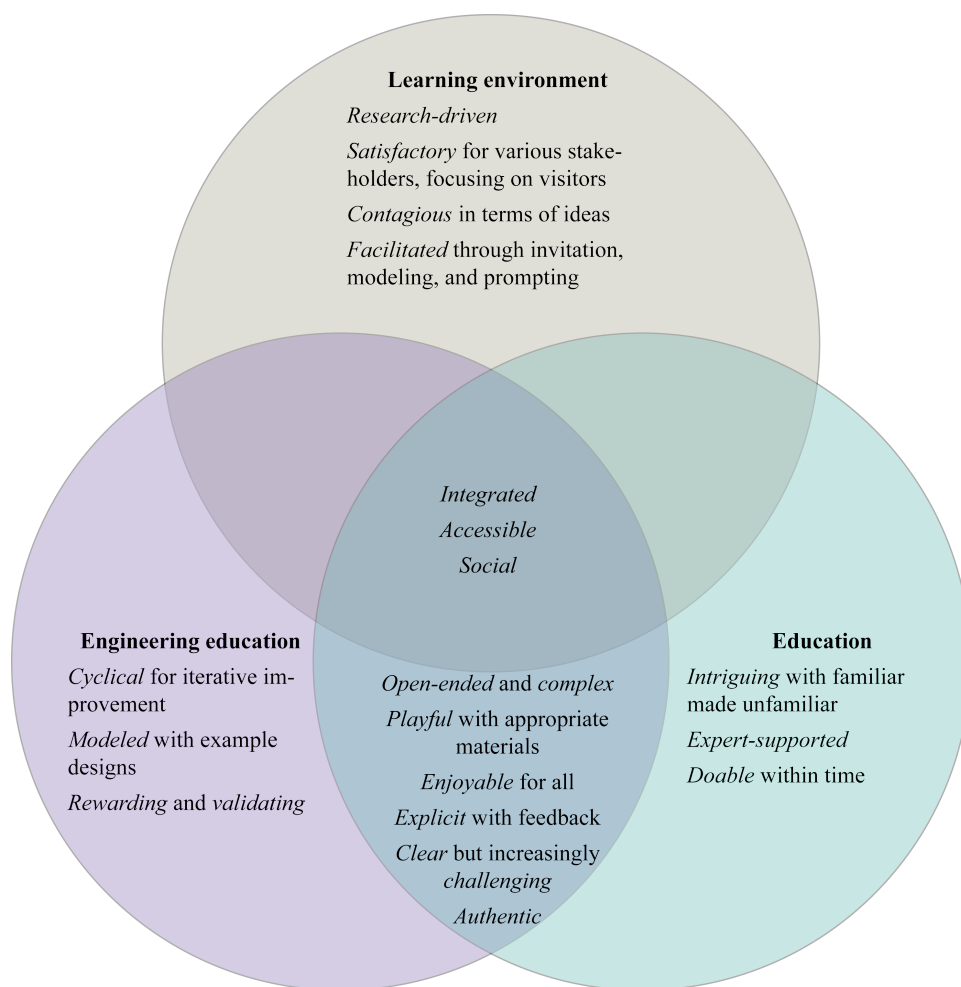 Learning environment
Research-driven
Satisfactory for various stake-
holders, focusing on visitors
Contagious in terms of ideas
Facilitated through invitation,
modeling, and prompting
Integrated
Accessible
Social
Engineering education
Cyclical for iterative im-
provement
Modeled with example
designs
Rewarding and validating
Open-ended and complex
Playful with appropriate
materials
Enjoyable for all
Explicit with feedback
Clear but increasingly
challenging
Authentic
Education
Intriguing with familiar
made unfamiliar
Expert-supported
Doable within time